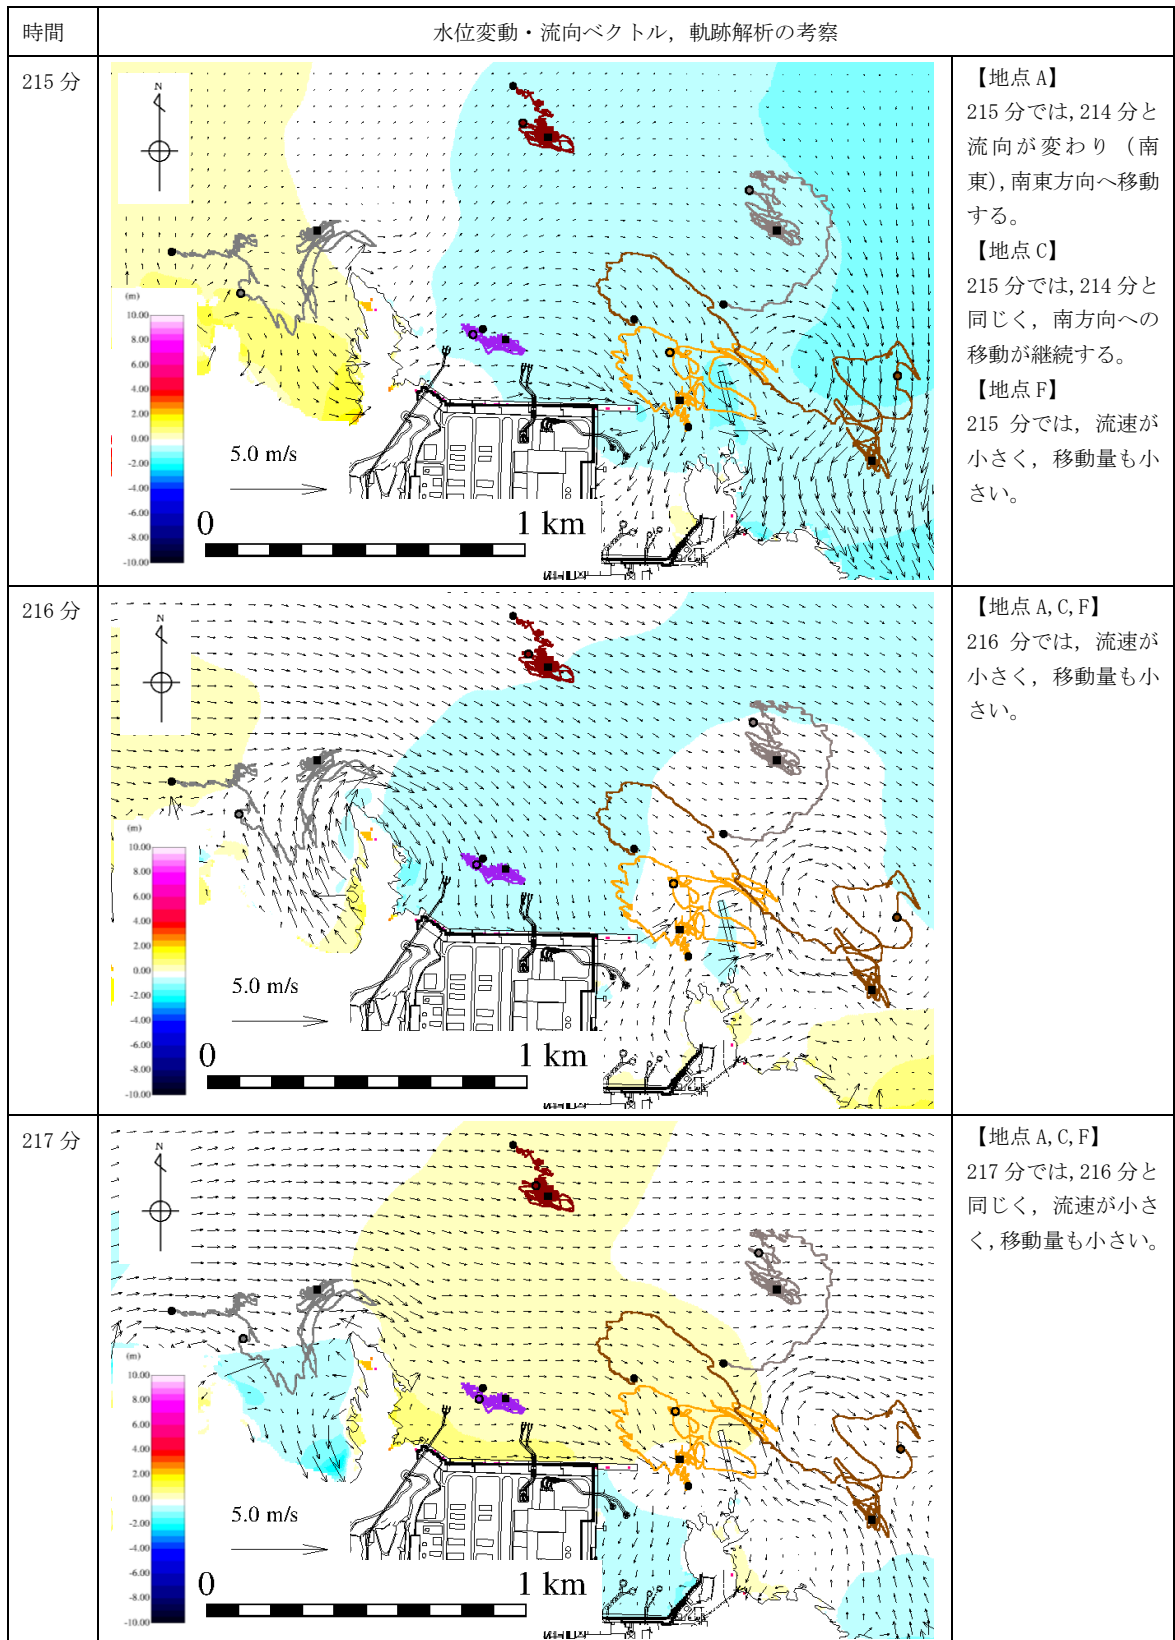 時間
水位変動・流向ベクトル，軌跡解析の考察
215 分
N
(m)
10.00
8.00
6.00
4.00
2.00
0.00
-2.00
-4.00
-6.00
-8.00
-10.00
5.0 m/s
0
1 km
【地点 A】
215 分では，214 分と
流向が変わり（南
東），南東方向へ移動
する。
【地点 C】
215 分では，214 分と
同じく，南方向への
移動が継続する。
【地点 F】
215 分では，流速が
小さく，移動量も小
さい。
216 分
N
(m)
10.00
8.00
6.00
4.00
2.00
0.00
-2.00
-4.00
-6.00
-8.00
-10.00
5.0 m/s
0
1 km
【地点 A，C，F】
216 分では，流速が
小さく，移動量も小
さい。
217 分
N
(m)
10.00
8.00
6.00
4.00
2.00
0.00
-2.00
-4.00
-6.00
-8.00
-10.00
5.0 m/s
0
1 km
【地点 A，C，F】
217 分では，216 分と
同じく，流速が小さ
く，移動量も小さい。